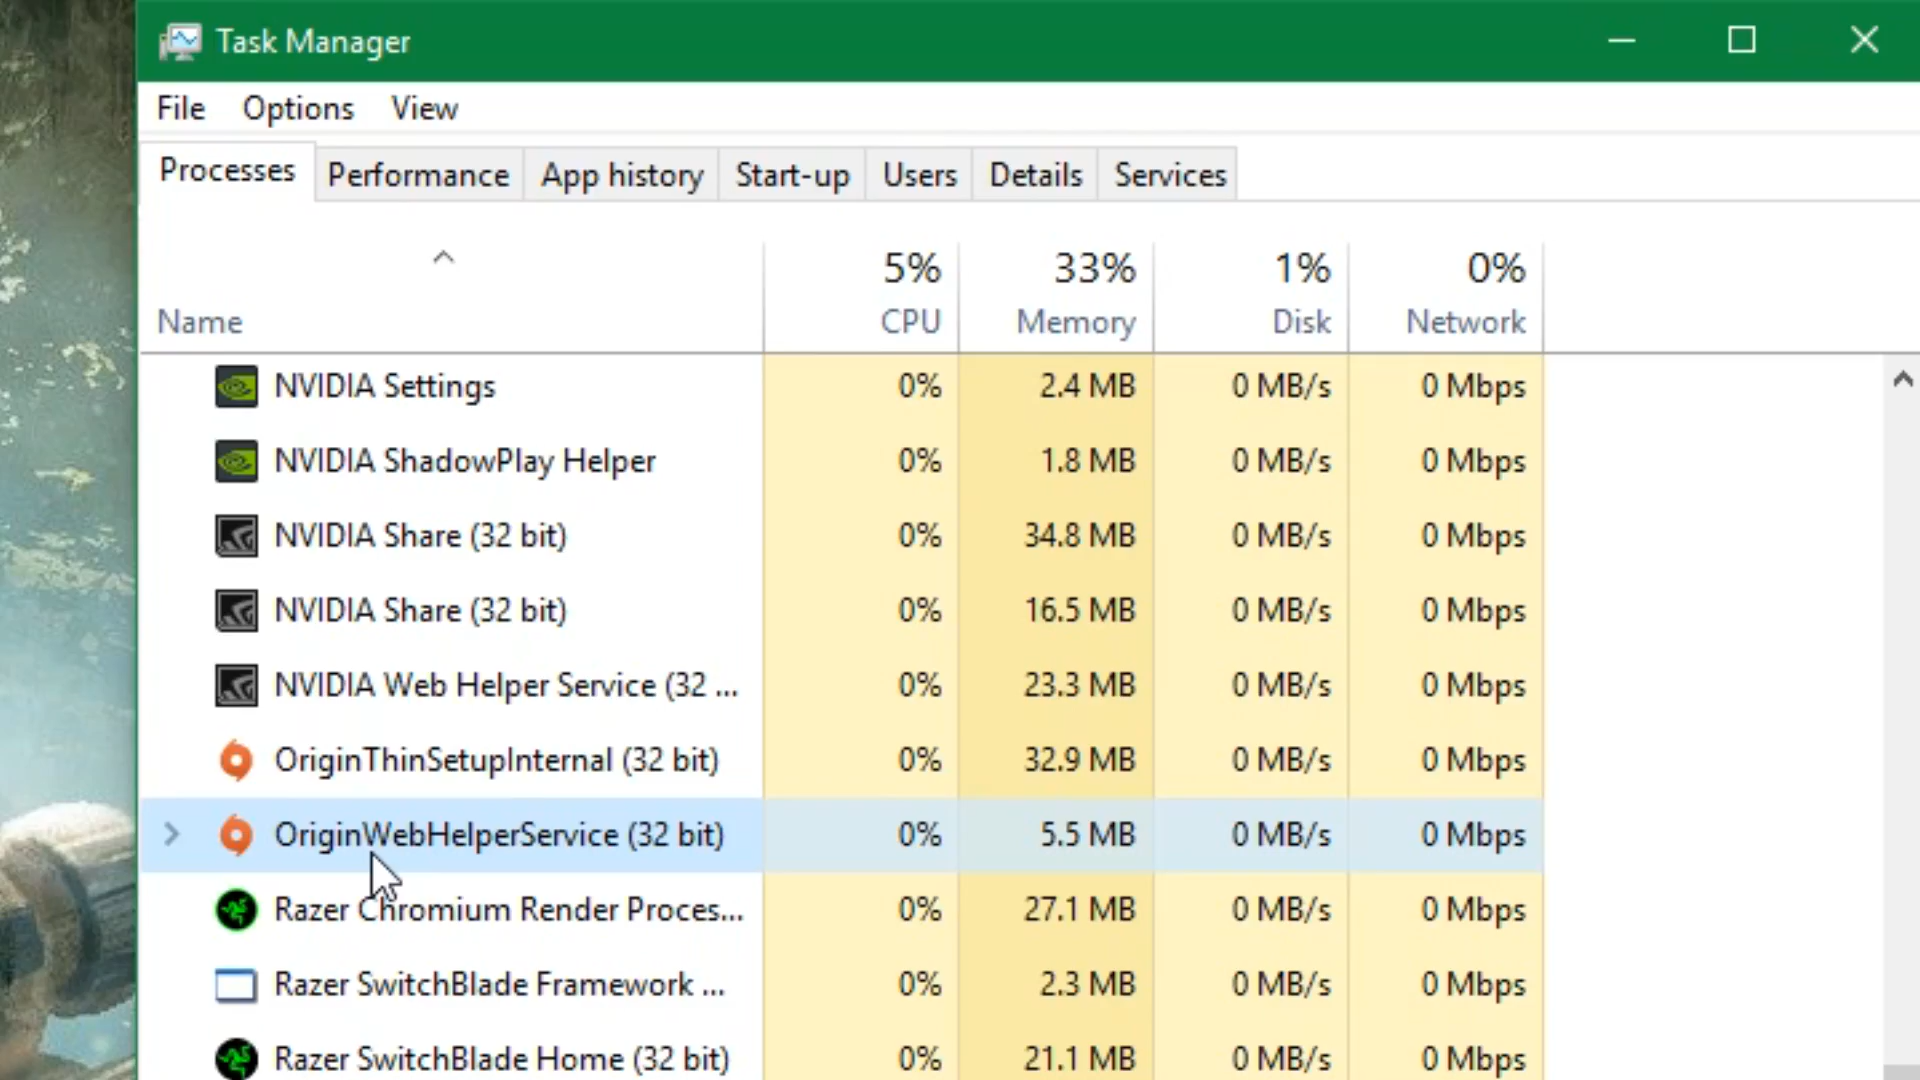 Task Manager
File Options View
Processes Performance App history Start-up Users Details Services
5% 33% 1% 0%
Name CPU Memory Disk Network
NVIDIA Settings 0% 2.4 MB 0 MB/s 0 Mbps
NVIDIA ShadowPlay Helper 0% 1.8 MB 0 MB/s 0 Mbps
NVIDIA Share (32 bit) 0% 34.8 MB 0 MB/s 0 Mbps
NVIDIA Share (32 bit) 0% 16.5 MB 0 MB/s 0 Mbps
NVIDIA Web Helper Service (32 ... 0% 23.3 MB 0 MB/s 0 Mbps
OriginThinSetupInternal (32 bit) 0% 32.9 MB 0 MB/s 0 Mbps
OriginWebHelperService (32 bit) 0% 5.5 MB 0 MB/s 0 Mbps
Razer Chromium Render Proces... 0% 27.1 MB 0 MB/s 0 Mbps
Razer SwitchBlade Framework ... 0% 2.3 MB 0 MB/s 0 Mbps
Razer SwitchBlade Home (32 bit) 0% 21.1 MB 0 MB/s 0 Mbps